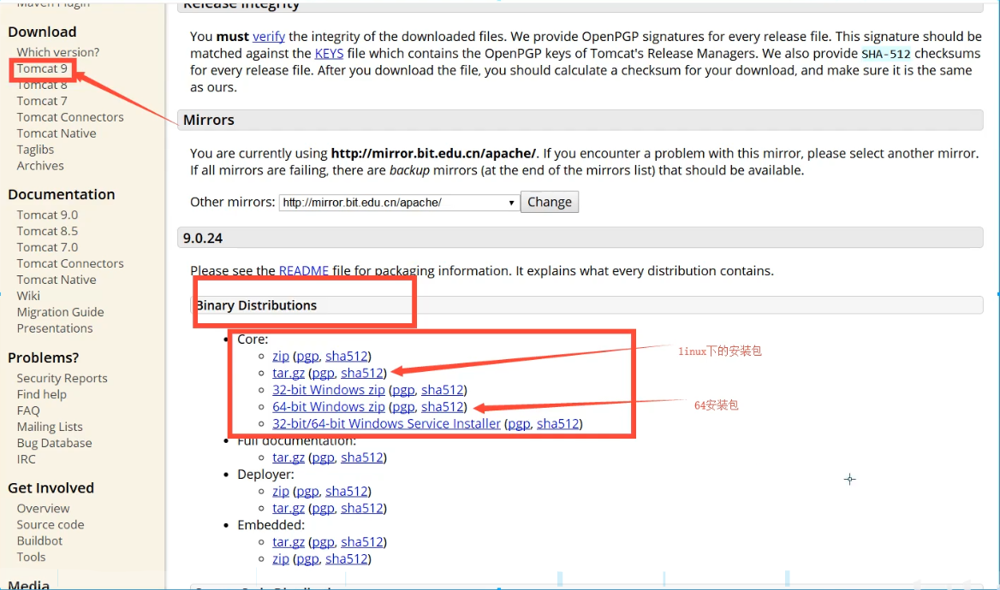 Maven Plugin
Download
Which version?
Tomcat 9
Tomcat 8
Tomcat 7
Tomcat Connectors
Tomcat Native
Taglibs
Archives
Documentation
Tomcat 9.0
Tomcat 8.5
Tomcat 7.0
Tomcat Connectors
Tomcat Native
Wiki
Migration Guide
Presentations
Problems?
Security Reports
Find help
FAQ
Mailing Lists
Bug Database
IRC
Get Involved
Overview
Source code
Buildbot
Tools
Media
Release Integrity
You must verify the integrity of the downloaded files. We provide OpenPGP signatures for every release file. This signature should be
matched against the KEYS file which contains the OpenPGP keys of Tomcat's Release Managers. We also provide SHA-512 checksums
for every release file. After you download the file, you should calculate a checksum for your download, and make sure it is the same
as ours.
Mirrors
You are currently using http://mirror.bit.edu.cn/apache/. If you encounter a problem with this mirror, please select another mirror.
If all mirrors are failing, there are backup mirrors (at the end of the mirrors list) that should be available.
Other mirrors: http://mirror.bit.edu.cn/apache/ Change
9.0.24
Please see the README file for packaging information. It explains what every distribution contains.
Binary Distributions
Core:
zip (pgp, sha512)
tar.gz (pgp, sha512)
linux下的安装包
32-bit Windows zip (pgp, sha512)
64-bit Windows zip (pgp, sha512)
64安装包
32-bit/64-bit Windows Service Installer (pgp, sha512)
Full documentation:
tar.gz (pgp, sha512)
Deployer:
zip (pgp, sha512)
tar.gz (pgp, sha512)
Embedded:
tar.gz (pgp, sha512)
zip (pgp, sha512)